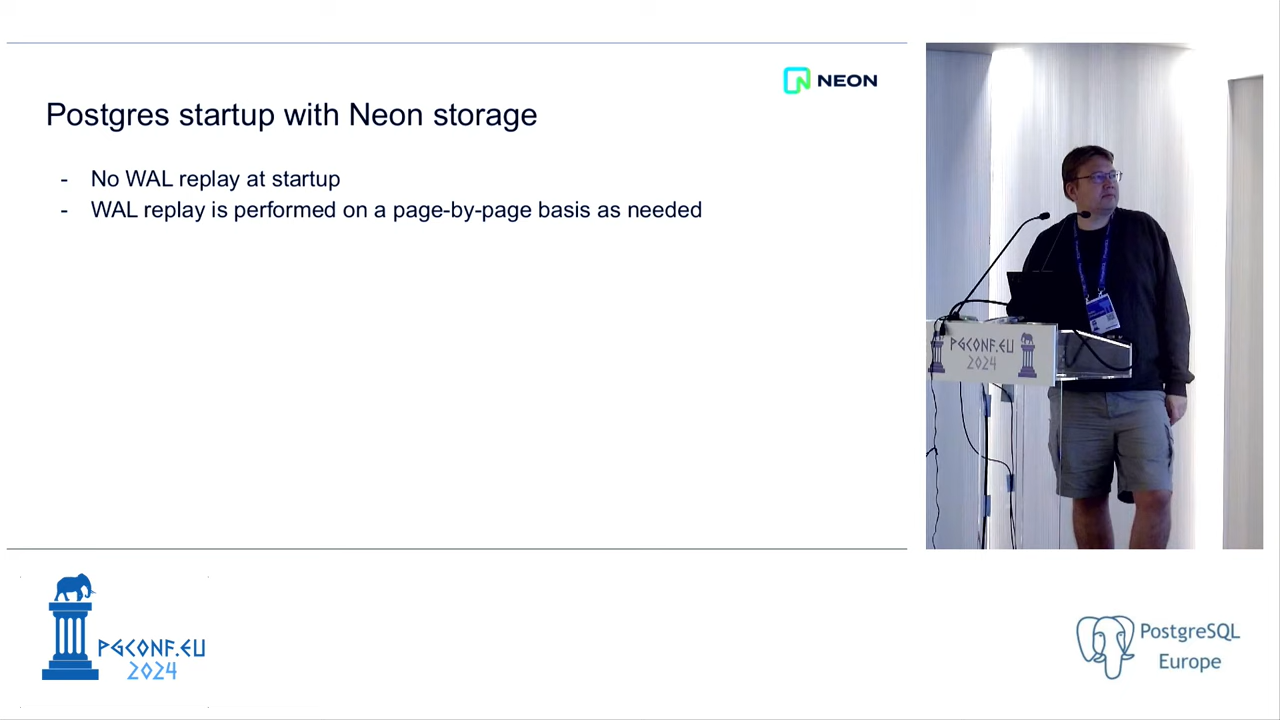 NEON
Postgres startup with Neon storage
- No WAL replay at startup
- WAL replay is performed on a page-by-page basis as needed
PGCONF.EU
2024
PGCONF.EU
2024
PostgreSQL
Europe